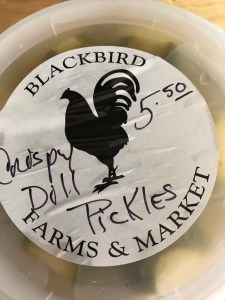 BLACKBIRD
5.50
Crispy
Dill
Pickles
FARMS & MARKET